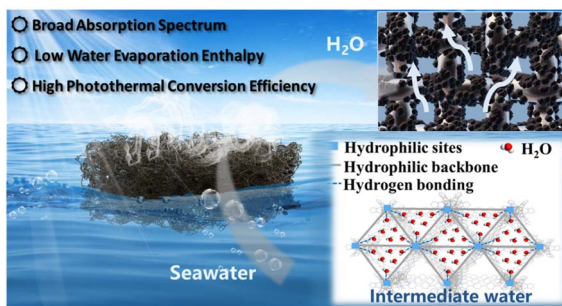 Broad Absorption Spectrum
Low Water Evaporation Enthalpy
High Photothermal Conversion Efficiency
H₂O
Seawater
Hydrophilic sites
H₂O
Hydrophilic backbone
Hydrogen bonding
Intermediate water